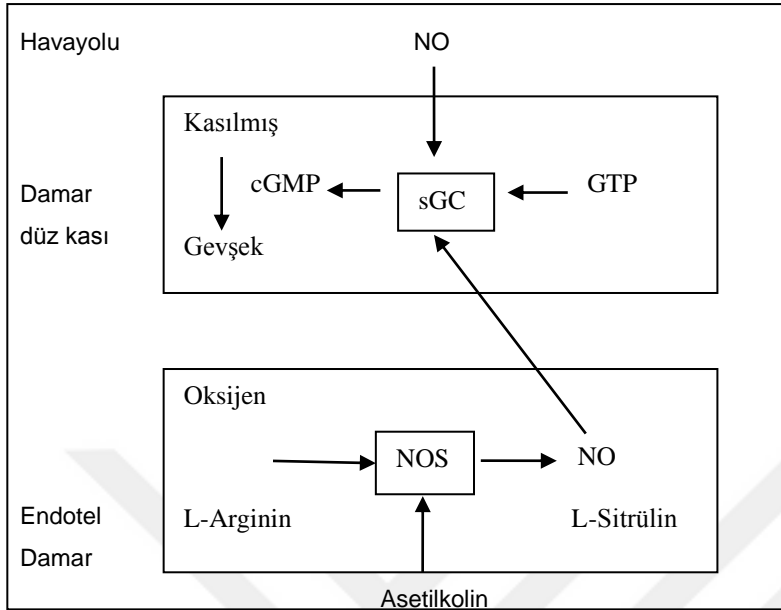 Havayolu
NO
Kasılmış
cGMP
sGC
GTP
Damar
düz kası
Gevşek
Oksijen
NOS
NO
L-Arginin
L-Sitrülin
Endotel
Damar
Asetilkolin